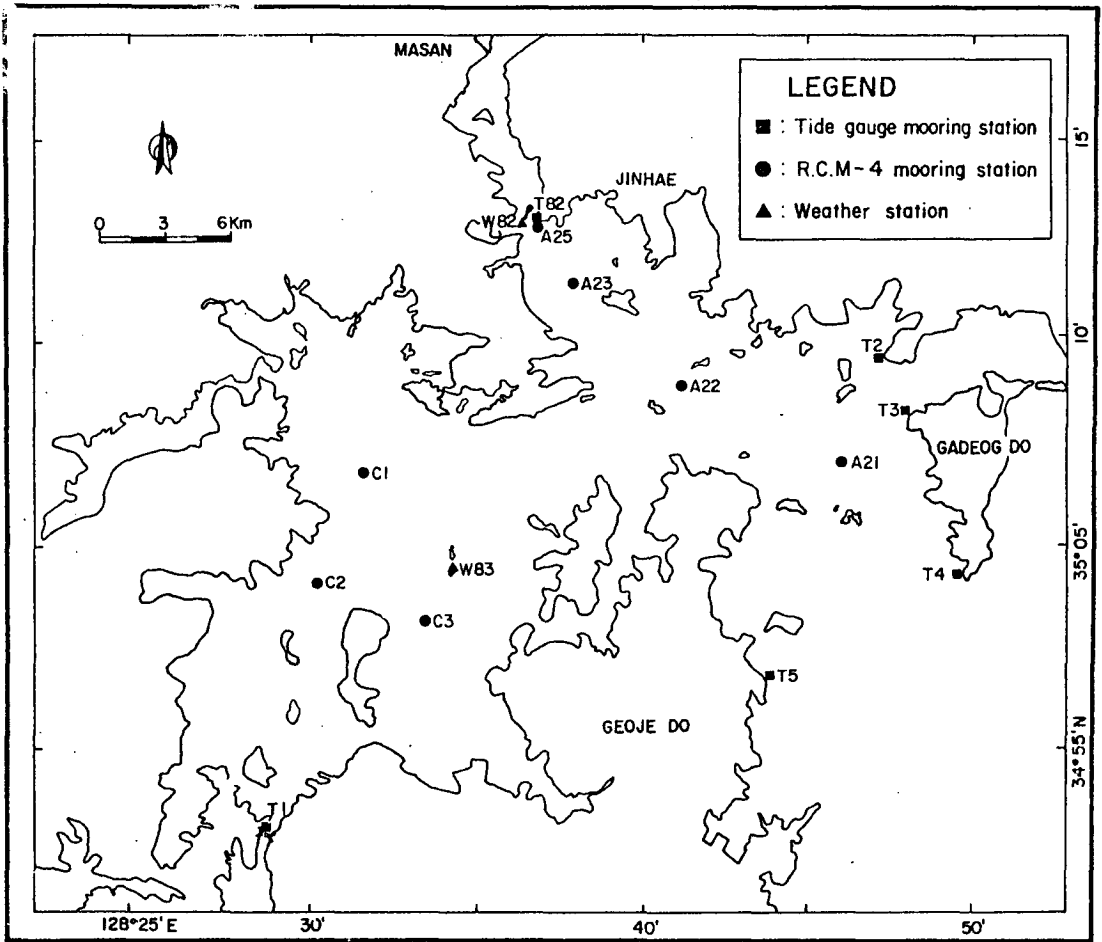 MASAN
LEGEND
■ : Tide gauge mooring station
● : R.C.M-4 mooring station
▲ : Weather station
15'
JINHAE
0 3 6Km
T82
W82
A25
A23
10'
T2
A22
T3
GADEOG DO
A21
C1
35°05'
W83
T4
C2
C3
T5
GEOJE DO
34°55'N
T1
128°25'E
30'
40'
50'